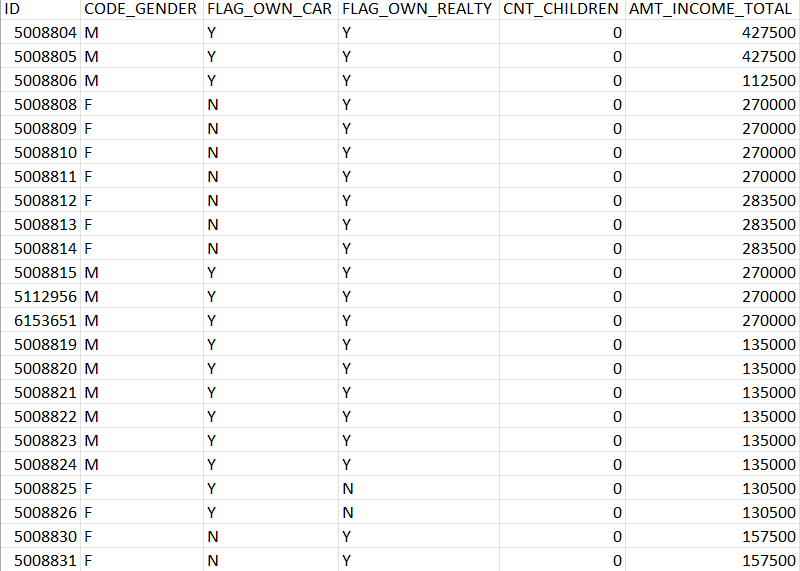 ID CODE_GENDER FLAG_OWN_CAR FLAG_OWN_REALTY CNT_CHILDREN AMT_INCOME_TOTAL
5008804 M Y Y 0 427500
5008805 M Y Y 0 427500
5008806 M Y Y 0 112500
5008808 F N Y 0 270000
5008809 F N Y 0 270000
5008810 F N Y 0 270000
5008811 F N Y 0 270000
5008812 F N Y 0 283500
5008813 F N Y 0 283500
5008814 F N Y 0 283500
5008815 M Y Y 0 270000
5112956 M Y Y 0 270000
6153651 M Y Y 0 270000
5008819 M Y Y 0 135000
5008820 M Y Y 0 135000
5008821 M Y Y 0 135000
5008822 M Y Y 0 135000
5008823 M Y Y 0 135000
5008824 M Y Y 0 135000
5008825 F Y N 0 130500
5008826 F Y N 0 130500
5008830 F N Y 0 157500
5008831 F N Y 0 157500